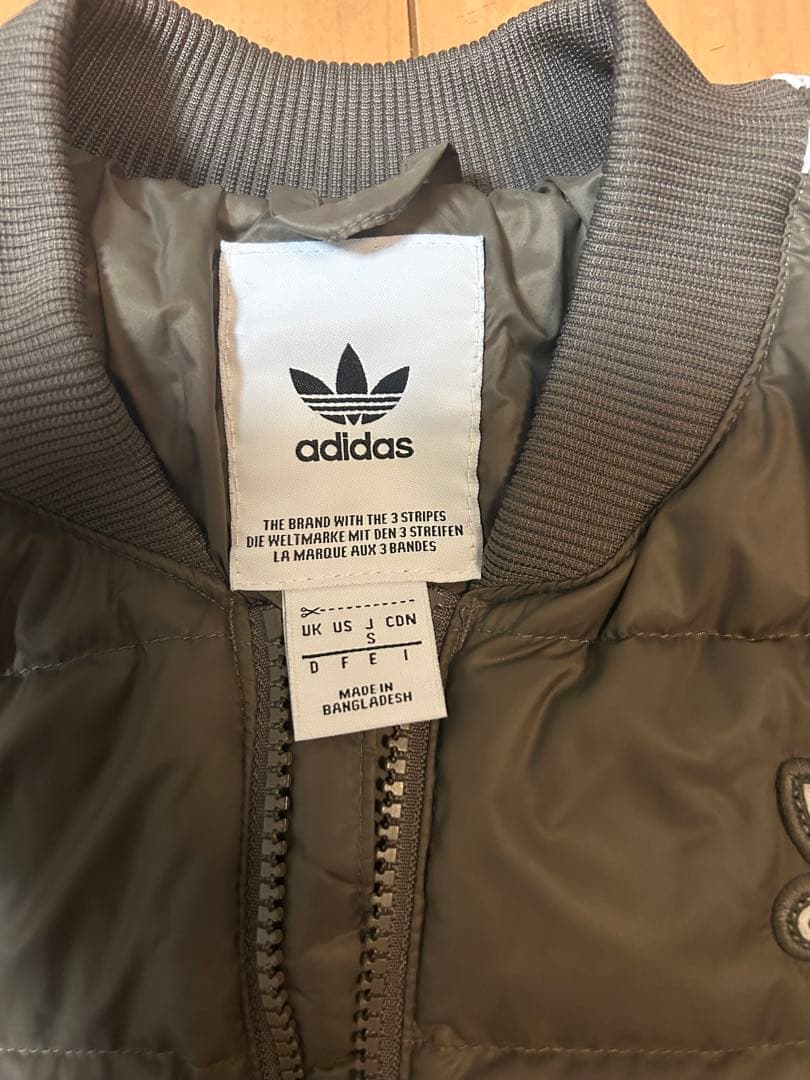 adidas
THE BRAND WITH THE 3 STRIPES
DIE WELTMARKE MIT DEN 3 STREIFEN
LA MARQUE AUX 3 BANDES
UK US J CDN
S
D F E I
MADE IN
BANGLADESH